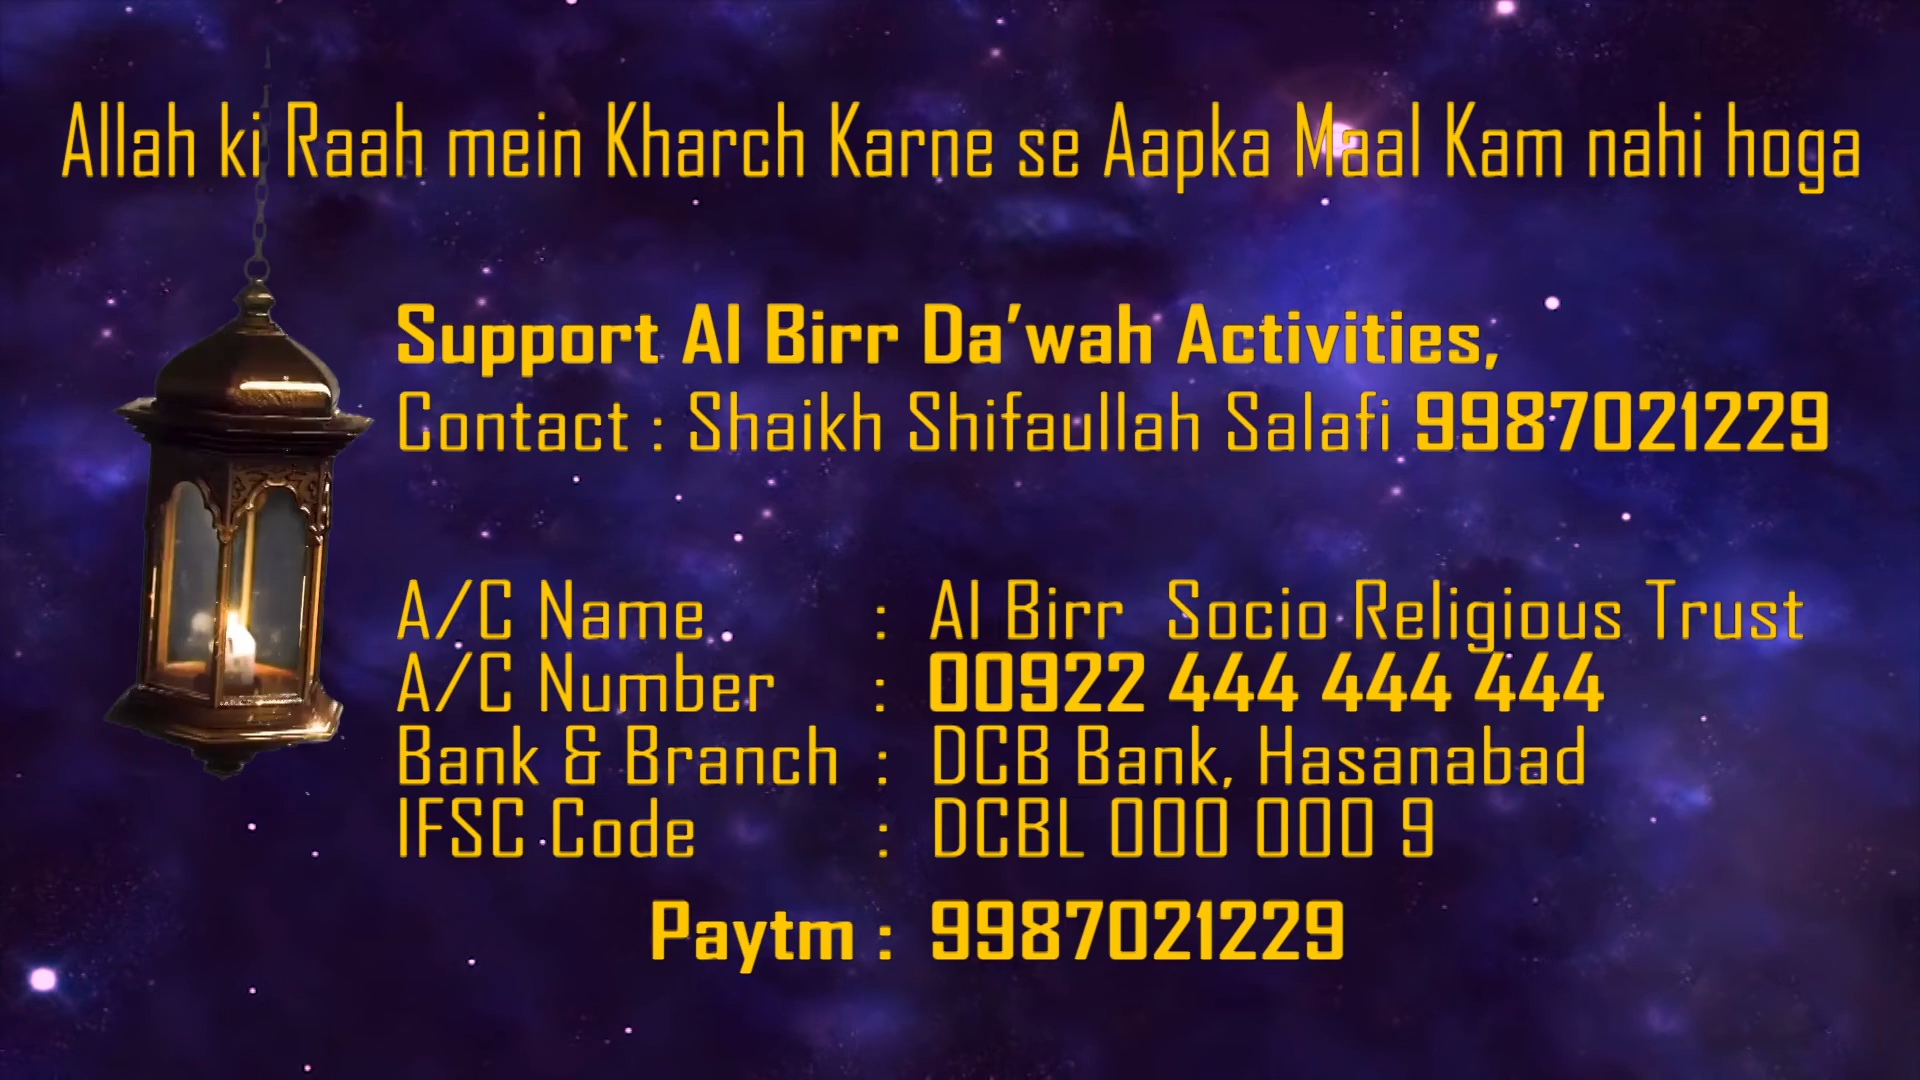 Allah ki Raah mein Kharch Karne se Aapka Maal Kam nahi hoga
Support Al Birr Da’wah Activities,
Contact : Shaikh Shifaullah Salafi 9987021229
A/C Name : Al Birr Socio Religious Trust
A/C Number : 00922 444 444 444
Bank & Branch : DCB Bank, Hasanabad
IFSC Code : DCBL 000 000 9
Paytm : 9987021229